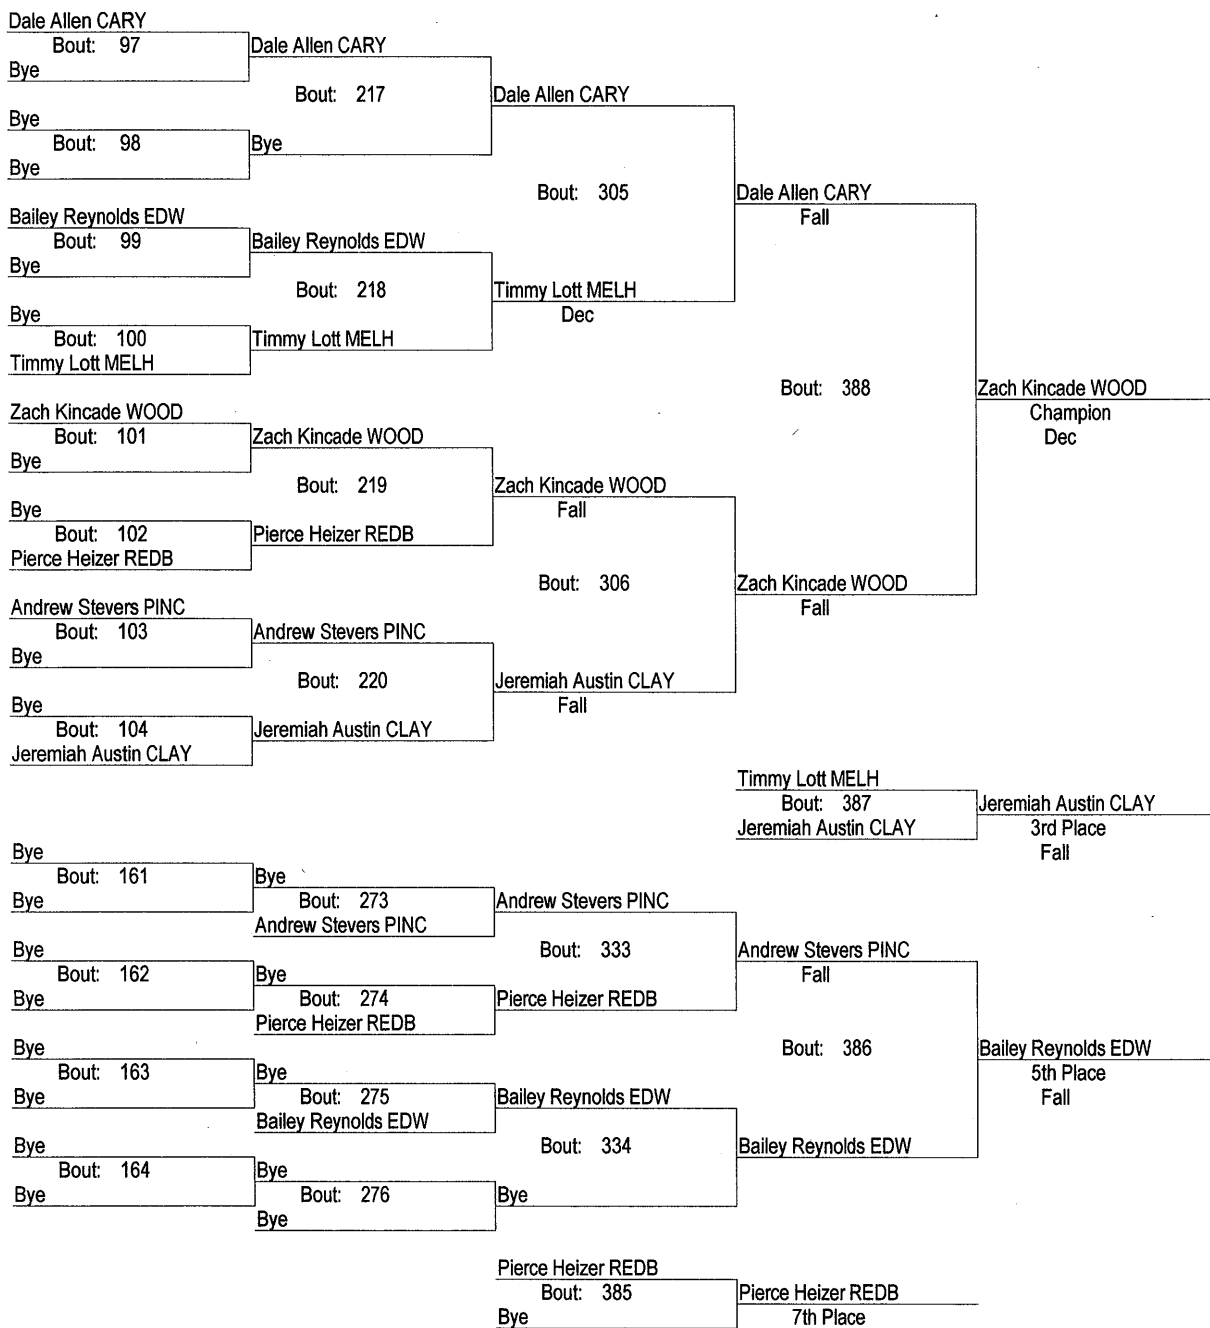 Dale Allen CARY
Bout: 97
Bye
Dale Allen CARY
Bout: 217
Bye
Bout: 98
Bye
Bye
Dale Allen CARY
Bout: 305
Bailey Reynolds EDW
Bout: 99
Bye
Bailey Reynolds EDW
Bout: 218
Bye
Bout: 100
Timmy Lott MELH
Timmy Lott MELH
Timmy Lott MELH
Dec
Dale Allen CARY
Fall
Bout: 388
Zach Kincade WOOD
Bout: 101
Bye
Zach Kincade WOOD
Bout: 219
Bye
Bout: 102
Pierce Heizer REDB
Pierce Heizer REDB
Zach Kincade WOOD
Fall
Bout: 306
Andrew Stevers PINC
Bout: 103
Bye
Andrew Stevers PINC
Bout: 220
Bye
Bout: 104
Jeremiah Austin CLAY
Jeremiah Austin CLAY
Jeremiah Austin CLAY
Fall
Zach Kincade WOOD
Fall
Zach Kincade WOOD
Champion
Dec
Timmy Lott MELH
Bout: 387
Jeremiah Austin CLAY
Jeremiah Austin CLAY
3rd Place
Fall
Bye
Bout: 161
Bye
Bye
Bout: 273
Andrew Stevers PINC
Andrew Stevers PINC
Bout: 333
Bye
Bout: 162
Bye
Bye
Bout: 274
Pierce Heizer REDB
Pierce Heizer REDB
Andrew Stevers PINC
Fall
Bout: 386
Bye
Bout: 163
Bye
Bye
Bout: 275
Bailey Reynolds EDW
Bailey Reynolds EDW
Bout: 334
Bye
Bout: 164
Bye
Bye
Bout: 276
Bye
Bye
Bailey Reynolds EDW
Bailey Reynolds EDW
5th Place
Fall
Pierce Heizer REDB
Bout: 385
Bye
Pierce Heizer REDB
7th Place